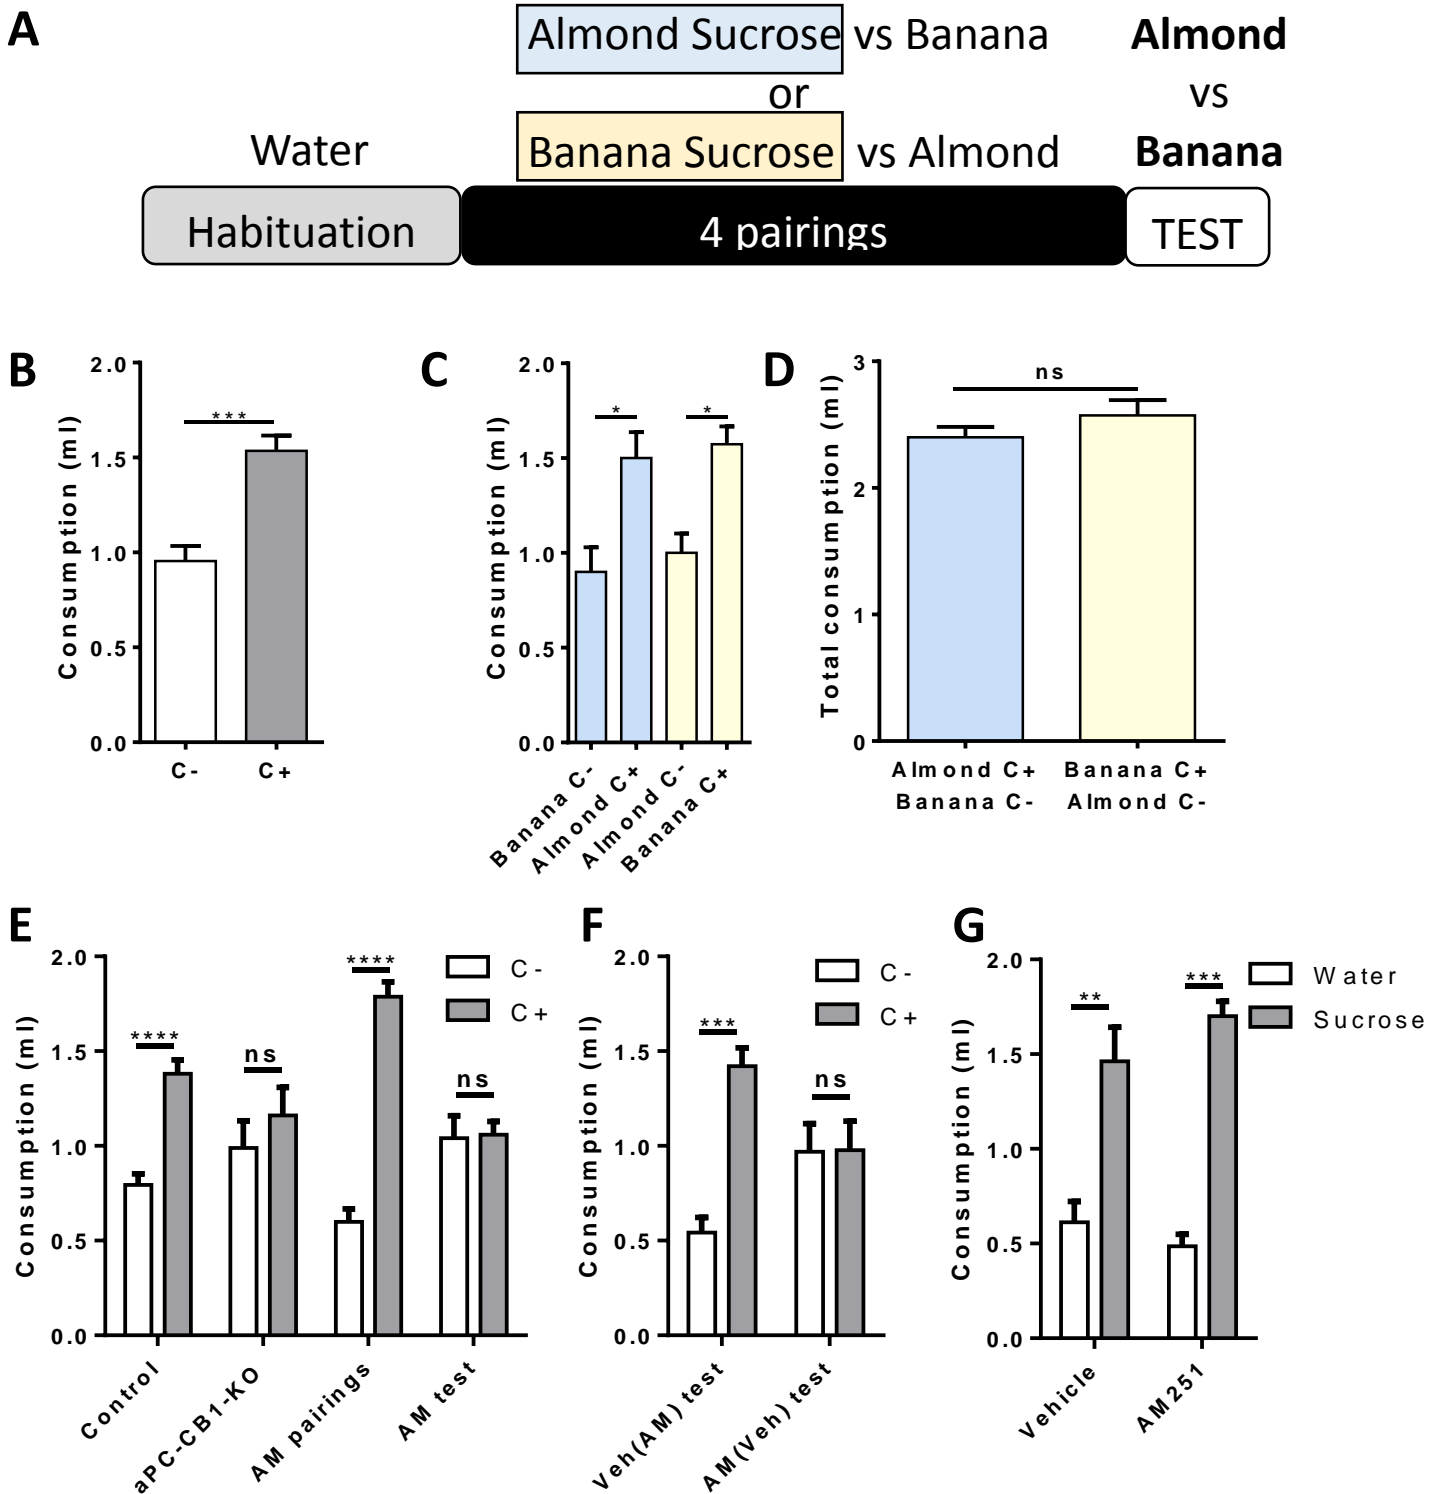 A
Almond Sucrose vs Banana
Almond
or
vs
Water
Banana Sucrose vs Almond
Banana
Habituation
4 pairings
TEST
B
Consumption (ml)
2.0
1.5
1.0
0.5
0.0
***
C-
C+
C
Consumption (ml)
2.0
1.5
1.0
0.5
0.0
*
*
Banana C-
Almond C+
Almond C-
Banana C+
D
Total consumption (ml)
3
2
1
0
ns
Almond C+
Banana C-
Banana C+
Almond C-
E
Consumption (ml)
2.0
1.5
1.0
0.5
0.0
****
ns
****
ns
C-
C+
Control
aPC-CB1-KO
AM pairings
AM test
F
Consumption (ml)
2.0
1.5
1.0
0.5
0.0
***
ns
C-
C+
Veh(AM) test
AM(Veh) test
G
Consumption (ml)
2.0
1.5
1.0
0.5
0.0
**
***
Water
Sucrose
Vehicle
AM251